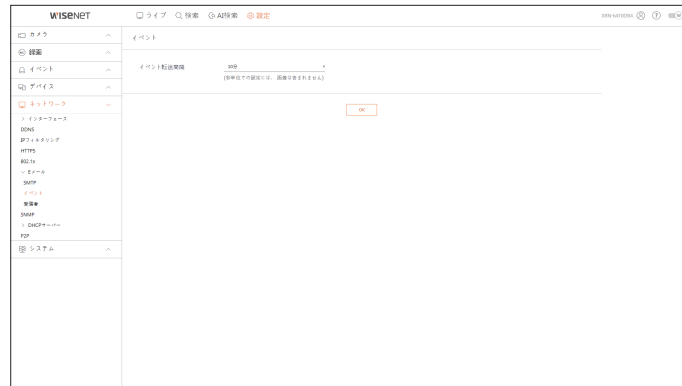 WISENET
ライブ 検索 AI検索 設定
カメラ
録画
イベント
デバイス
ネットワーク
インターフェース
DDNS
IPフィルタリング
HTTPS
802.1x
Eメール
SMTP
イベント
受信者
SNMP
DHCPサーバー
P2P
システム
イベント
イベント転送間隔 10分
(秒単位での設定には、画像は含まれません)
OK